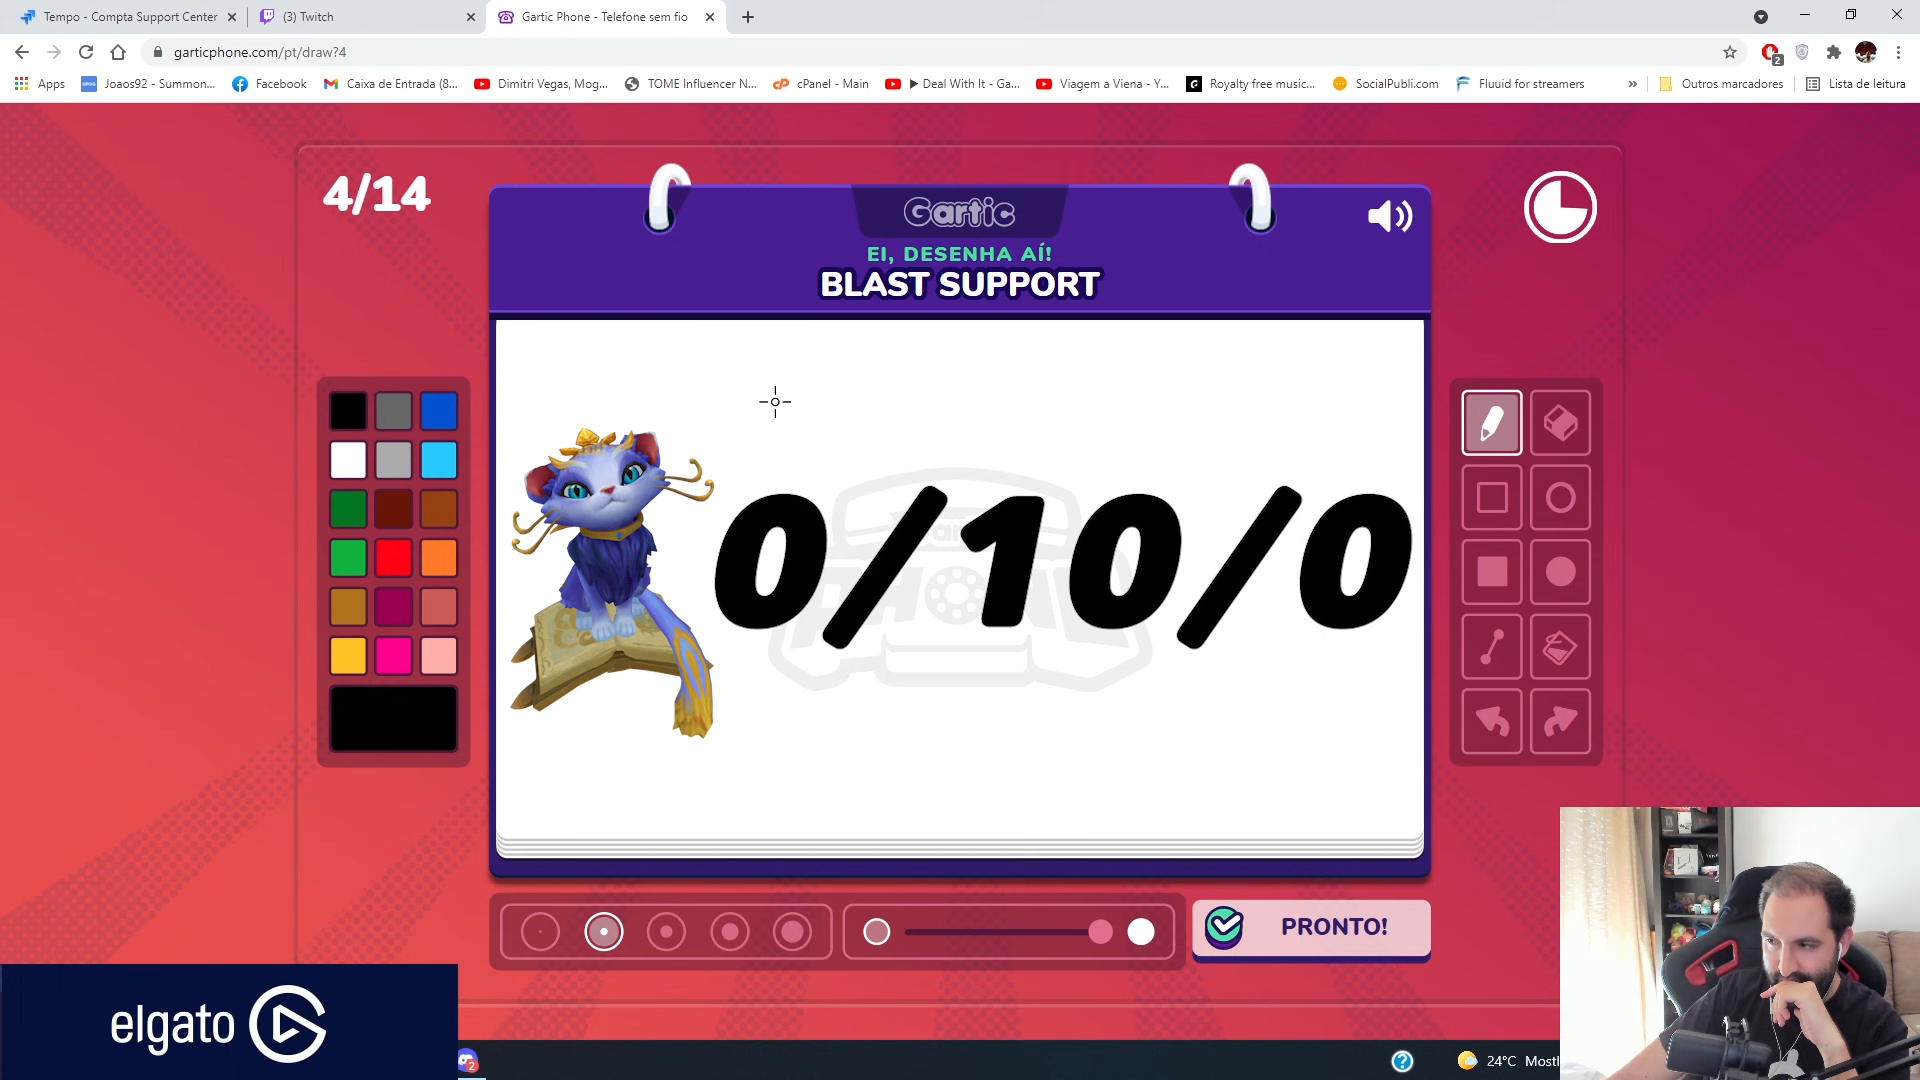 Tempo - Compta Support Center
(3) Twitch
Gartic Phone - Telefone sem fio
garticphone.com/pt/draw?4
2
Apps
Joaos92 - Summon...
Facebook
Caixa de Entrada (8...
Dimitri Vegas, Mog...
TOME Influencer N...
cPanel - Main
▶ Deal With It - Ga...
Viagem a Viena - Y...
Royalty free music...
SocialPubli.com
Fluuid for streamers
»
Outros marcadores
Lista de leitura
4/14
Gartic
EI, DESENHA AÍ!
BLAST SUPPORT
0/10/0
PRONTO!
elgato
2
24°C Mostl